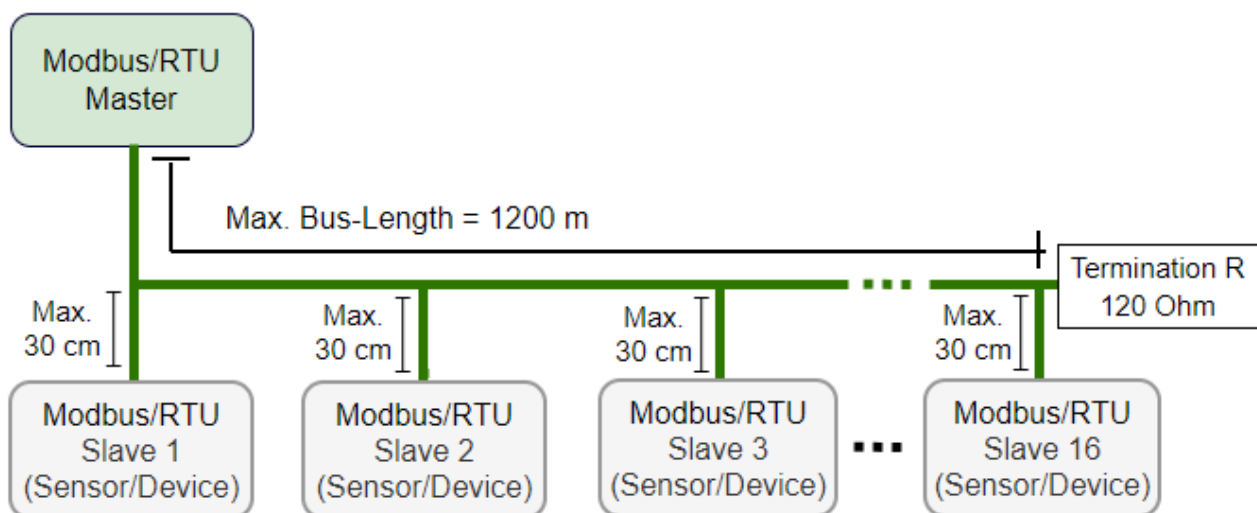 Modbus/RTU
Master
Max. Bus-Length = 1200 m
Termination R
120 Ohm
Max.
30 cm
Max.
30 cm
Max.
30 cm
Max.
30 cm
Modbus/RTU
Slave 1
(Sensor/Device)
Modbus/RTU
Slave 2
(Sensor/Device)
Modbus/RTU
Slave 3
(Sensor/Device)
Modbus/RTU
Slave 16
(Sensor/Device)